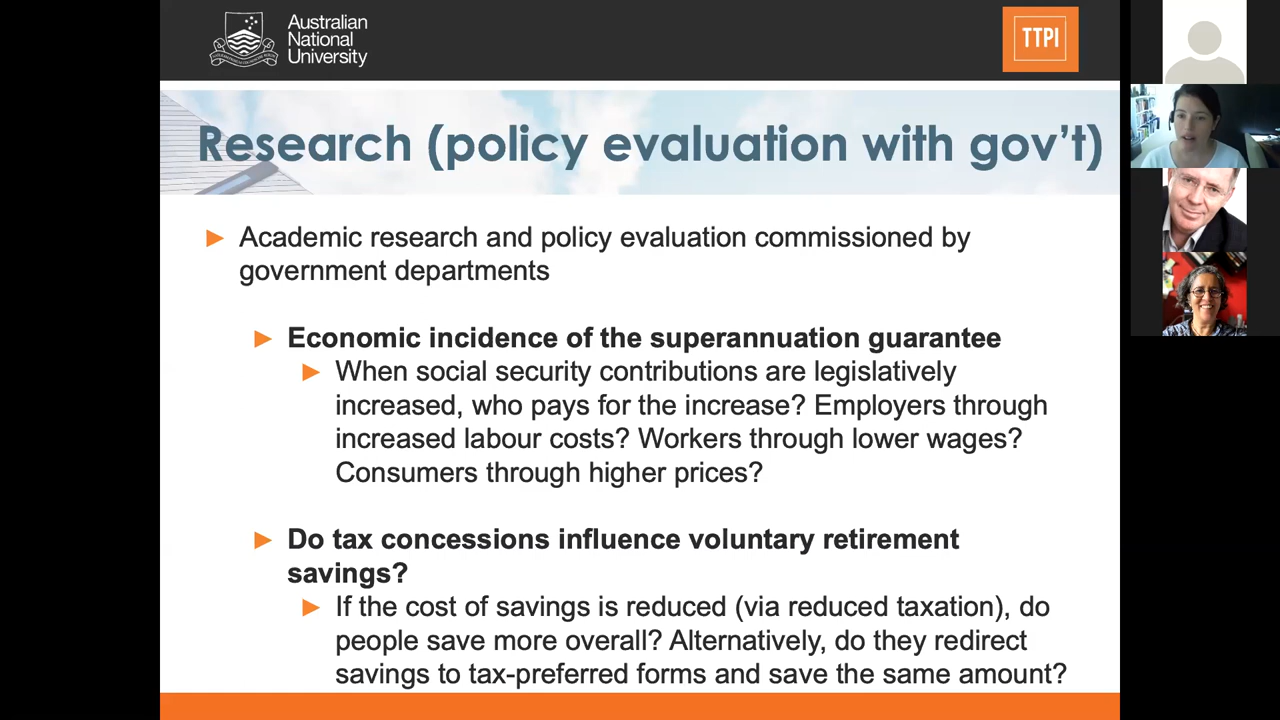 Australian
National
University
TTPI
Research (policy evaluation with gov't)
Academic research and policy evaluation commissioned by
government departments
Economic incidence of the superannuation guarantee
When social security contributions are legislatively
increased, who pays for the increase? Employers through
increased labour costs? Workers through lower wages?
Consumers through higher prices?
Do tax concessions influence voluntary retirement
savings?
If the cost of savings is reduced (via reduced taxation), do
people save more overall? Alternatively, do they redirect
savings to tax-preferred forms and save the same amount?